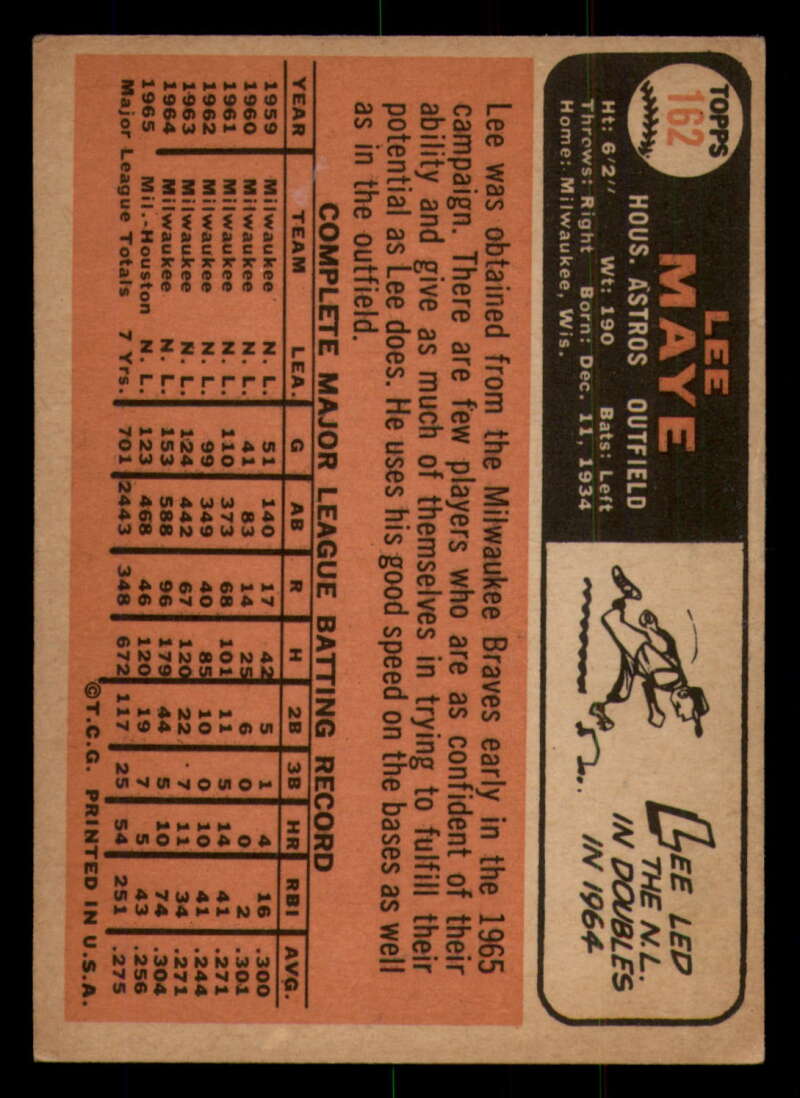 TOPPS
162
LEE
MAYE
HOUS. ASTROS OUTFIELD
Ht: 6'2" Wt: 190 Bats: Left
Throws: Right Born: Dec. 11, 1934
Home: Milwaukee, Wis.
LEE LED
THE N.L.
IN DOUBLES
IN 1964
Lee was obtained from the Milwaukee Braves early in the 1965
campaign. There are few players who are as confident of their
ability and give as much of themselves in trying to fulfill their
potential as Lee does. He uses his good speed on the bases as well
as in the outfield.
COMPLETE MAJOR LEAGUE BATTING RECORD
YEAR TEAM LEA. G AB R H 2B 3B HR RBI AVG.
1959 Milwaukee N. L. 51 140 17 42 5 1 4 16 .300
1960 Milwaukee N. L. 41 83 14 25 6 0 0 2 .301
1961 Milwaukee N. L. 110 373 68 101 11 5 14 41 .271
1962 Milwaukee N. L. 99 349 40 85 10 0 10 41 .244
1963 Milwaukee N. L. 124 442 67 120 22 7 11 34 .271
1964 Milwaukee N. L. 153 588 96 179 44 5 10 74 .304
1965 Mil.-Houston N. L. 123 468 46 120 19 7 5 43 .256
Major League Totals 7 Yrs. 701 2443 348 672 117 25 54 251 .275
©T.C.G. PRINTED IN U.S.A.